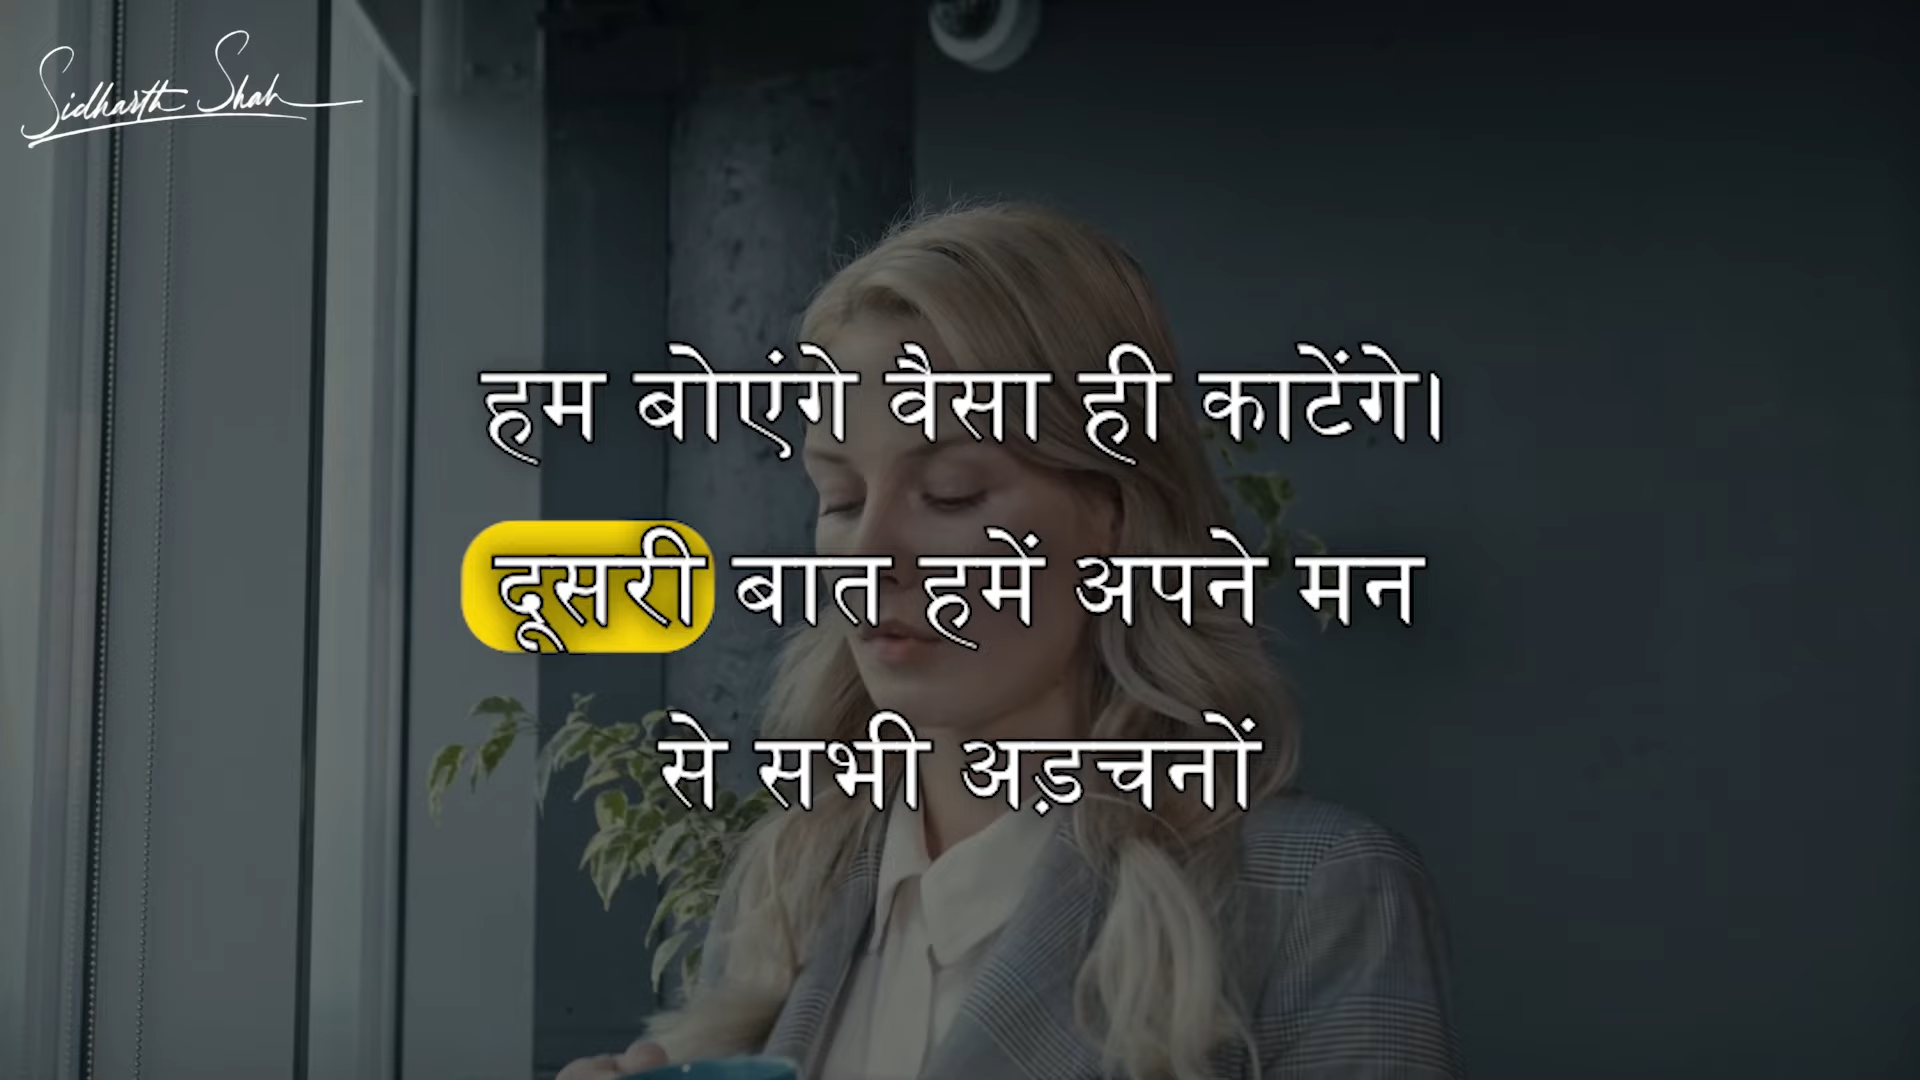 Sidharth Shah
हम बोएंगे वैसा ही काटेंगे।
दूसरी बात हमें अपने मन
से सभी अड़चनों